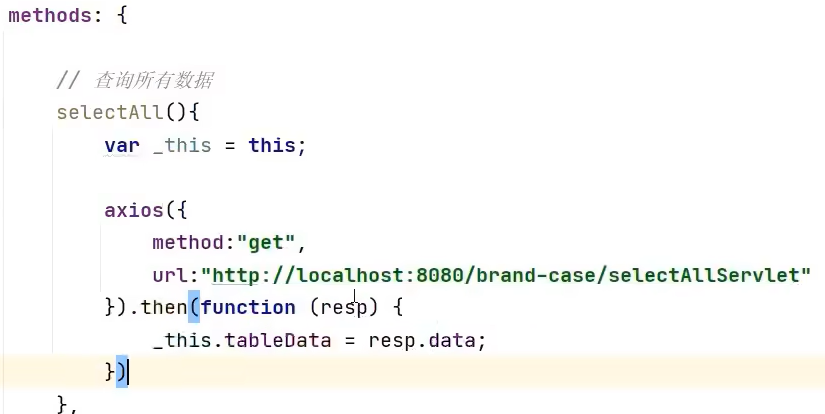 methods: {
// 查询所有数据
selectAll(){
var _this = this;
axios({
method:"get",
url:"http://localhost:8080/brand-case/selectAllServlet"
}).then(function (resp) {
_this.tableData = resp.data;
})
},